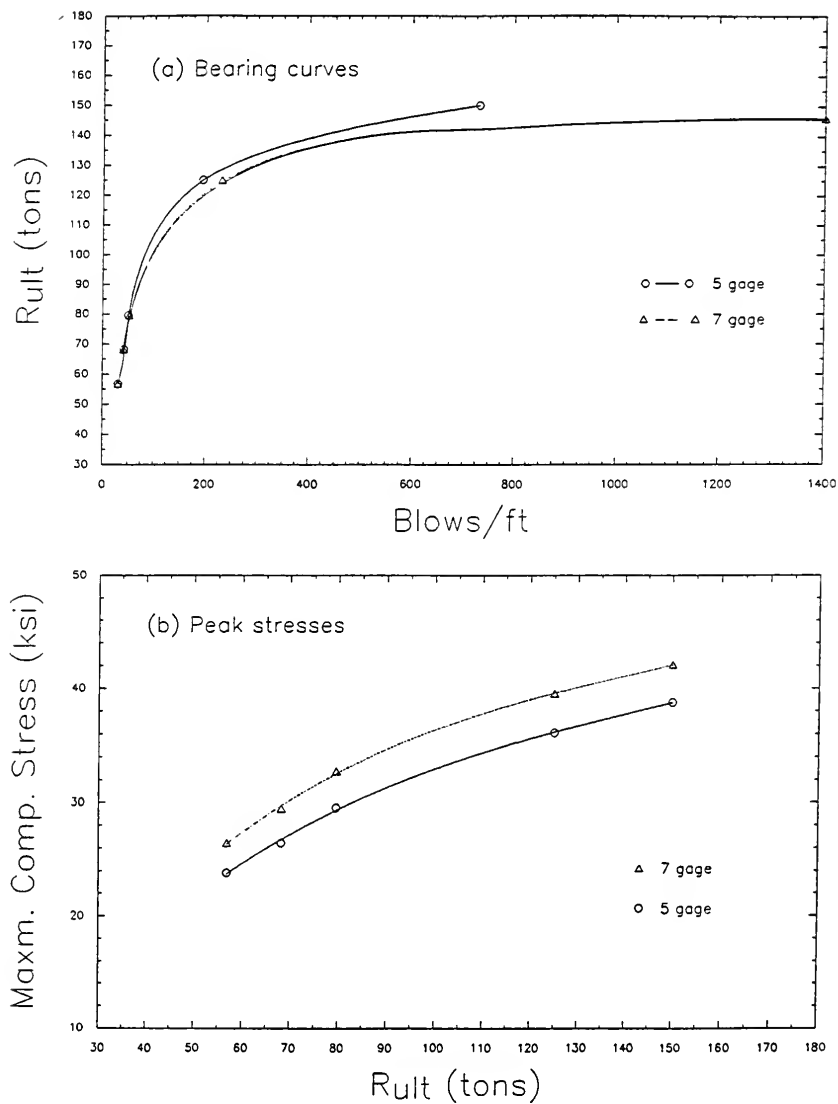 180
170
160
150
140
130
120
110
100
90
80
70
60
50
40
30
Rult (tons)
(a) Bearing curves
5 gage
7 gage
0 200 400 600 800 1000 1200 1400
Blows/ft
50
40
30
20
10
Maxm. Comp. Stress (ksi)
(b) Peak stresses
7 gage
5 gage
30 40 50 60 70 80 90 100 110 120 130 140 150 160 170 180
Rult (tons)